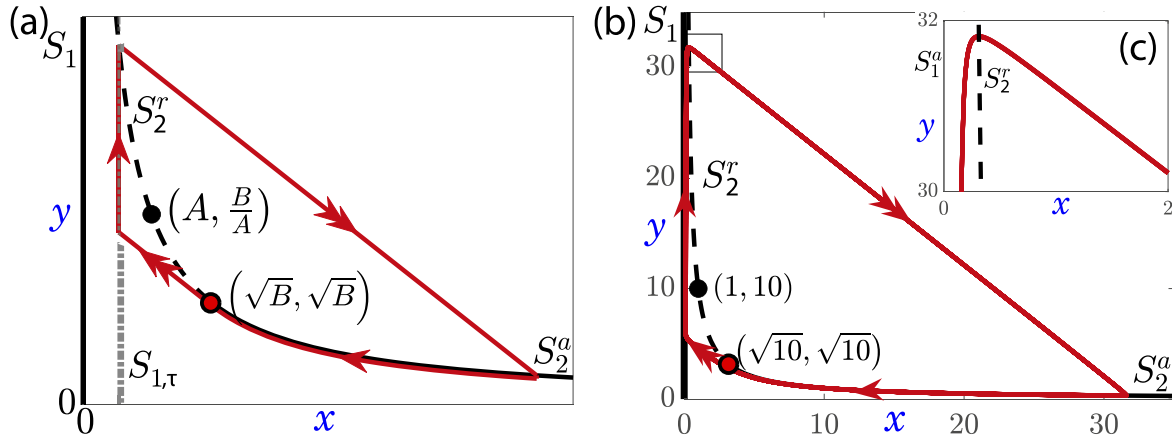 (a)
S₁
S₂ʳ
(A, B/A)
y
(√B, √B)
S₁,τ
S₂ᵃ
0
0
x
(b)
S₁
30
S₂ʳ
20
y
(1, 10)
10
(√10, √10)
S₂ᵃ
0
0
10
x
20
30
(c)
32
S₁ᵃ
S₂ʳ
y
30
0
x
2